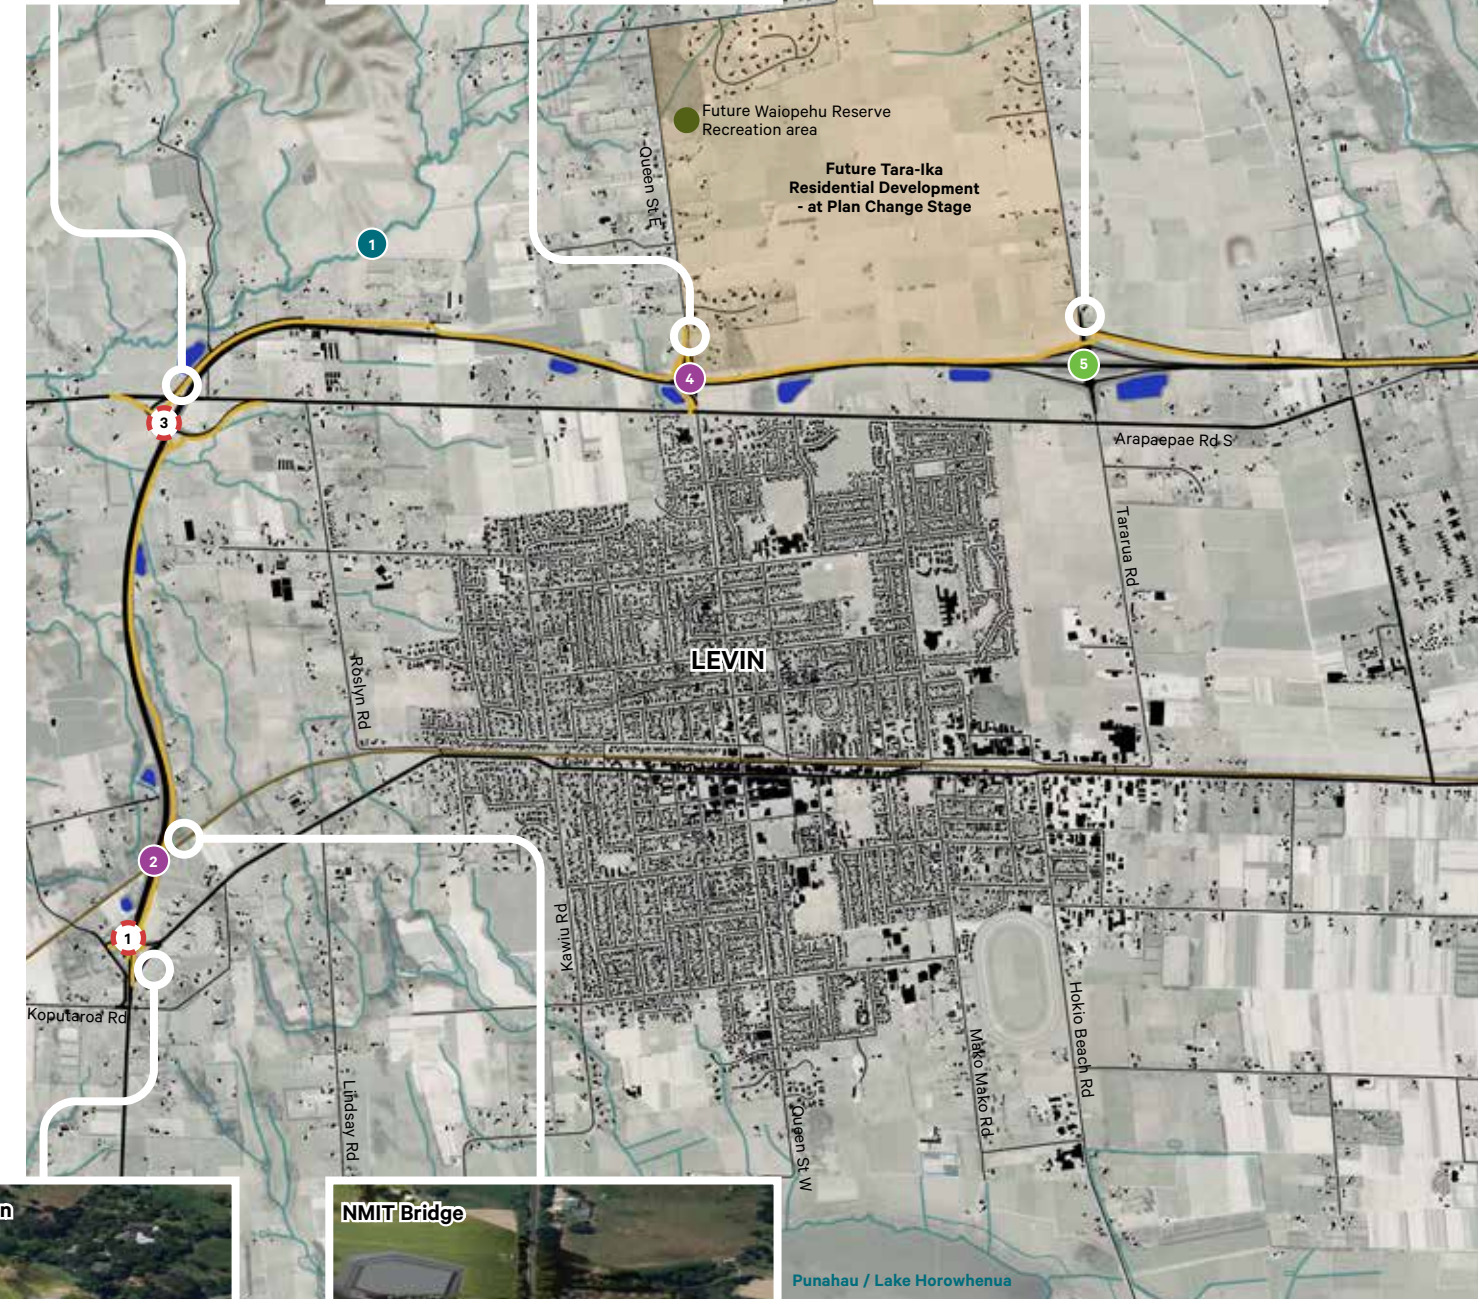 Future Waiopehu Reserve
Recreation area
Queen St E
Future Tara-Ika
Residential Development
- at Plan Change Stage
1
4
5
3
Arapaepae Rd S
Tararua Rd
Roslyn Rd
LEVIN
2
1
Kawiu Rd
Koputaroa Rd
Hokio Beach Rd
Mako Mako Rd
Lindsay Rd
Queen St W
n
NMIT Bridge
Punahau / Lake Horowhenua